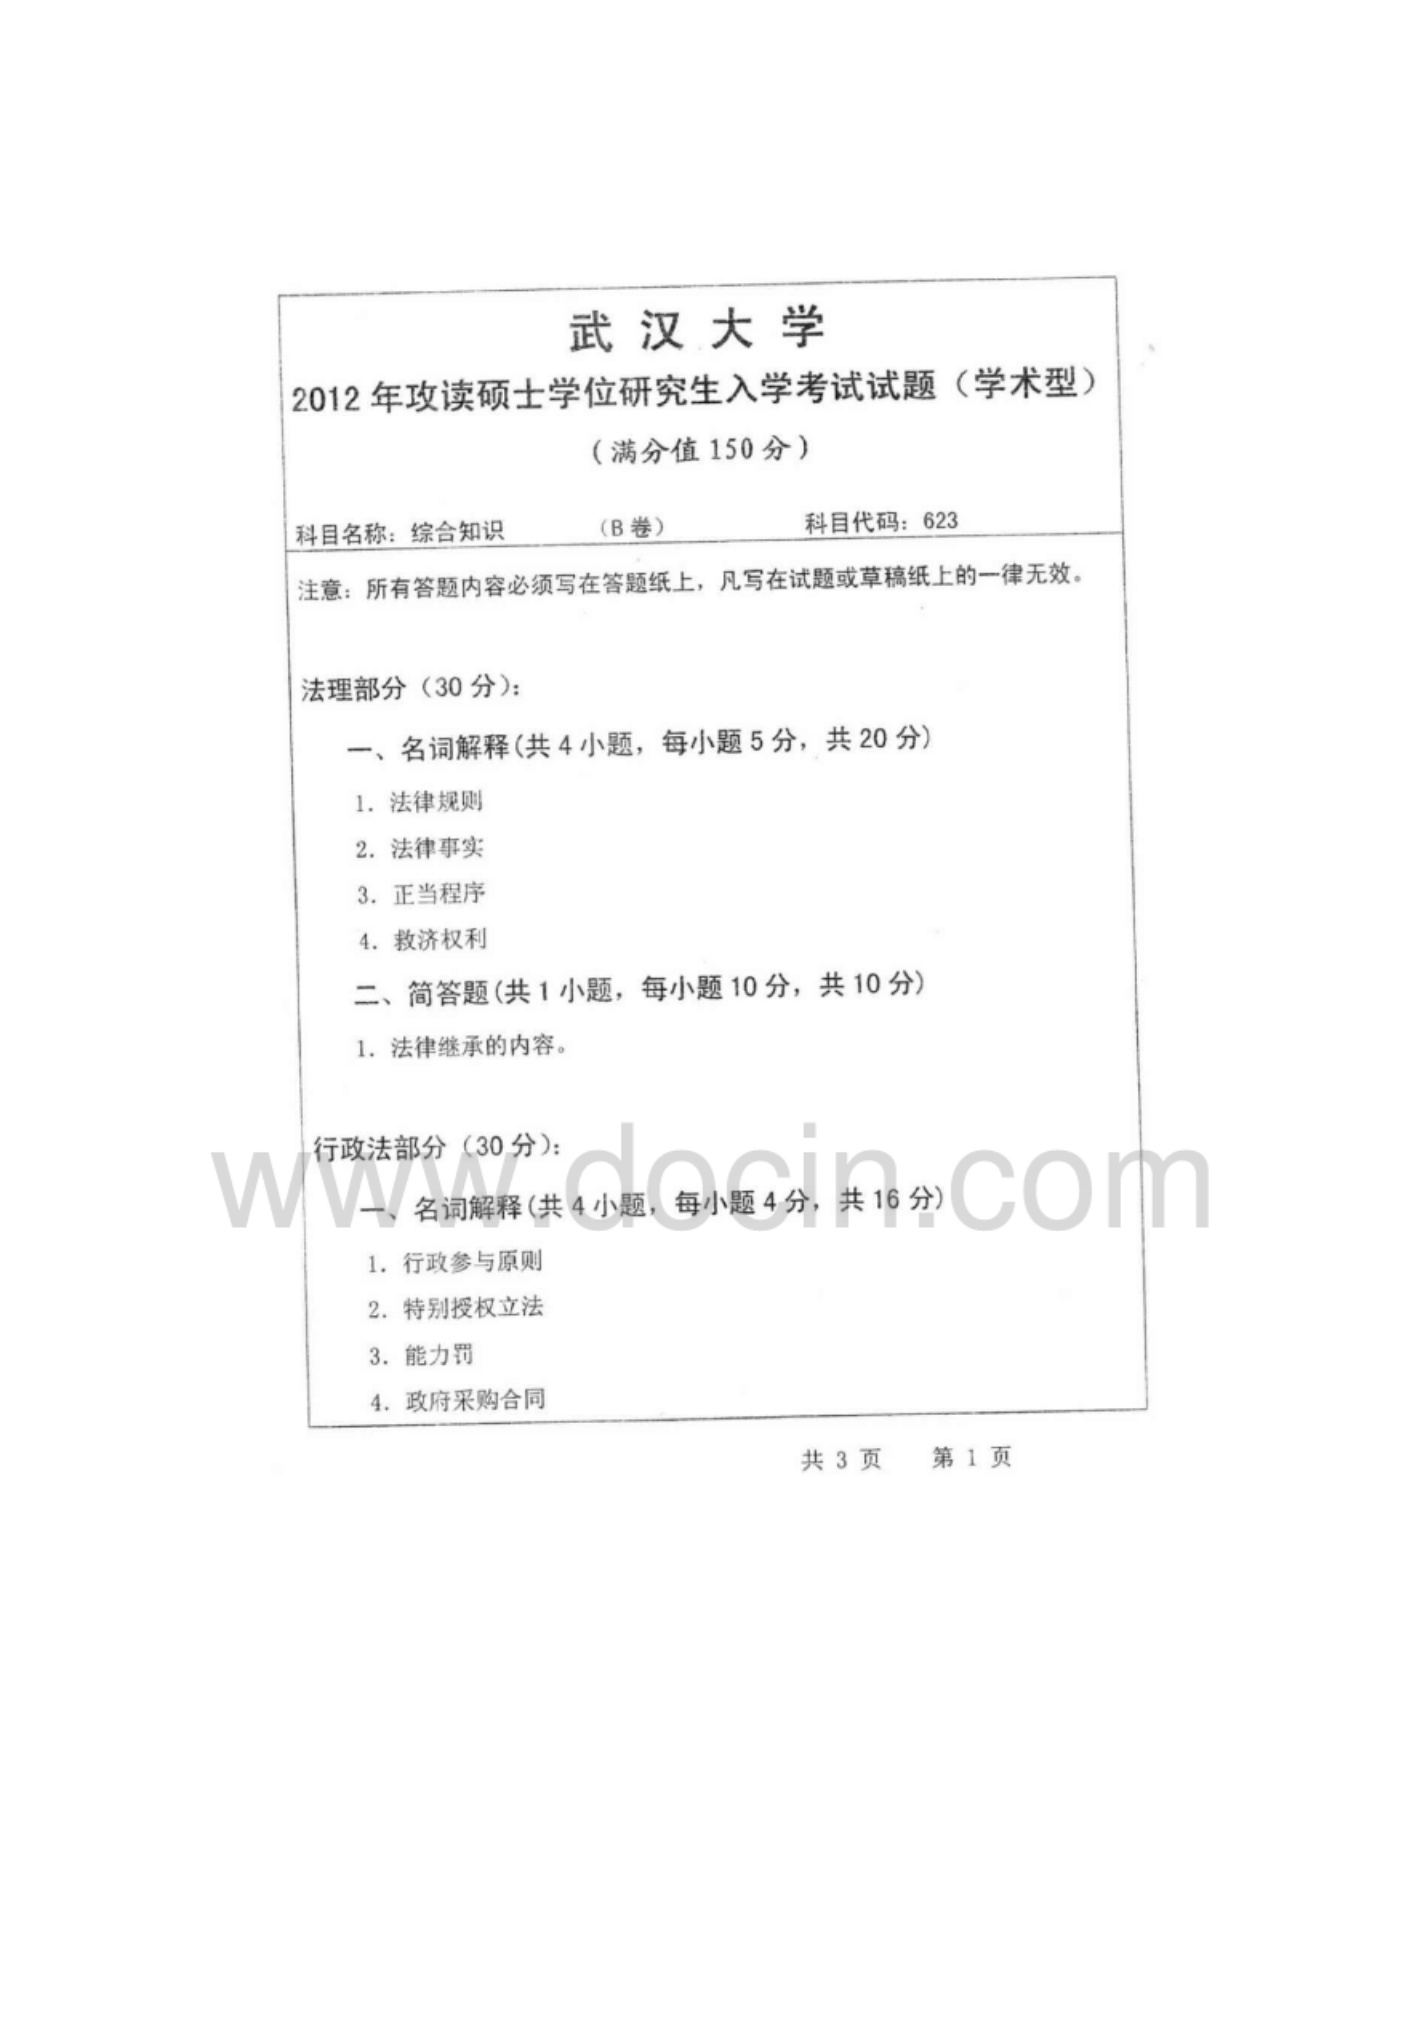 武汉大学
2012年攻读硕士学位研究生入学考试试题（学术型）
（满分值150分）
科目名称：综合知识 （B卷） 科目代码：623
注意：所有答题内容必须写在答题纸上，凡写在试题或草稿纸上的一律无效。
法理部分（30分）：
一、名词解释(共4小题，每小题5分，共20分)
1．法律规则
2．法律事实
3．正当程序
4．救济权利
二、简答题(共1小题，每小题10分，共10分)
1．法律继承的内容。
行政法部分（30分）：
www.docin.com
一、名词解释(共4小题，每小题4分，共16分)
1．行政参与原则
2．特别授权立法
3．能力罚
4．政府采购合同
共 3 页 第 1 页